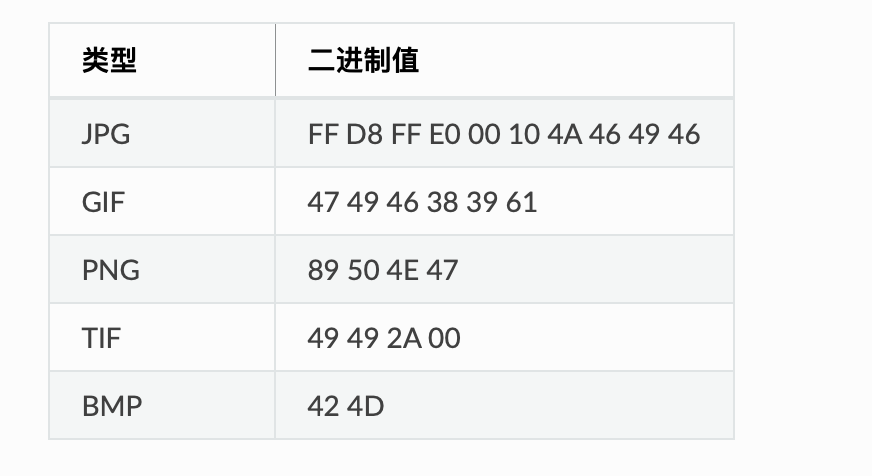 类型 二进制值
JPG FF D8 FF E0 00 10 4A 46 49 46
GIF 47 49 46 38 39 61
PNG 89 50 4E 47
TIF 49 49 2A 00
BMP 42 4D